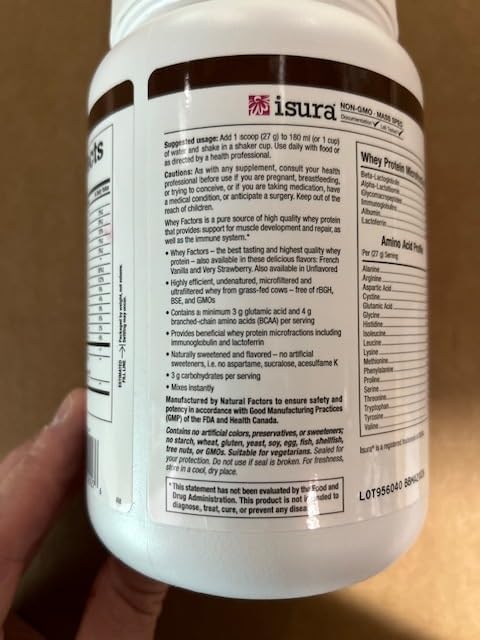 isura
NON-GMO · MASS SPEC
Documentation Lab Tested
Suggested usage: Add 1 scoop (27 g) to 180 ml (or 1 cup)
of water and shake in a shaker cup. Use daily with food or
as directed by a health professional.
Cautions: As with any supplement, consult your health
professional before use if you are pregnant, breastfeeding,
or trying to conceive, or if you are taking medication, have
a medical condition, or anticipate a surgery. Keep out of the
reach of children.
Whey Factors is a pure source of high quality whey protein
that provides support for muscle development and repair, as
well as the immune system.*
• Whey Factors – the best tasting and highest quality whey
protein – also available in these delicious flavors: French
Vanilla and Very Strawberry. Also available in Unflavored
• Highly efficient, undenatured, microfiltered and
ultrafiltered whey from grass-fed cows – free of rBGH,
BSE, and GMOs
• Contains a minimum 3 g glutamic acid and 4 g
branched-chain amino acids (BCAA) per serving
• Provides beneficial whey protein microfractions including
immunoglobulin and lactoferrin
• Naturally sweetened and flavored – no artificial
sweeteners, i.e. no aspartame, sucralose, acesulfame K
• 3 g carbohydrates per serving
• Mixes instantly
Manufactured by Natural Factors to ensure safety and
potency in accordance with Good Manufacturing Practices
(GMP) of the FDA and Health Canada.
Contains no artificial colors, preservatives, or sweeteners;
no starch, wheat, gluten, yeast, soy, egg, fish, shellfish,
tree nuts, or GMOs. Suitable for vegetarians. Sealed for
your protection. Do not use if seal is broken. For freshness,
store in a cool, dry place.
* This statement has not been evaluated by the Food and
Drug Administration. This product is not intended to
diagnose, treat, cure, or prevent any disease.
Whey Protein
Beta-Lactoglobulin
Alpha-Lactalbumin
Glycomacropeptide
Immunoglobulin
Albumin
Lactoferrin
Amino Acid Profile
Per (27 g) Serving
Alanine
Arginine
Aspartic Acid
Cystine
Glutamic Acid
Glycine
Histidine
Isoleucine
Leucine
Lysine
Methionine
Phenylalanine
Proline
Serine
Threonine
Tryptophan
Tyrosine
Valine
Isura® is a registered
LOT956040
ESTIMATED
FILL LINE
Packaged by weight, not volume.